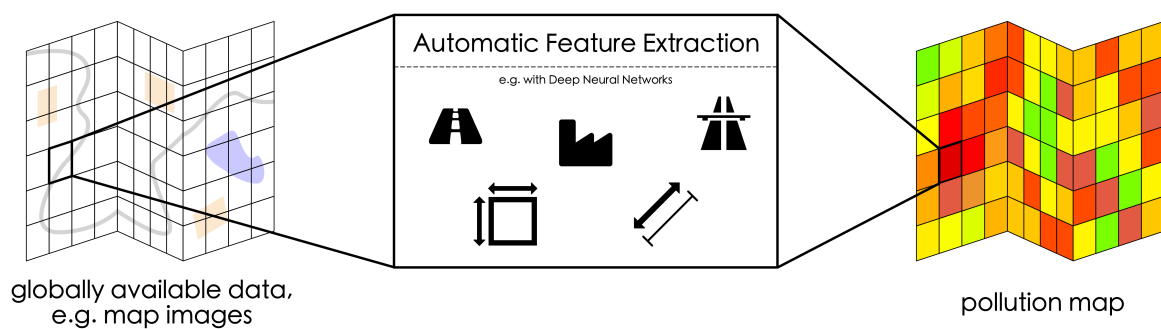 Automatic Feature Extraction
e.g. with Deep Neural Networks
globally available data,
e.g. map images
pollution map